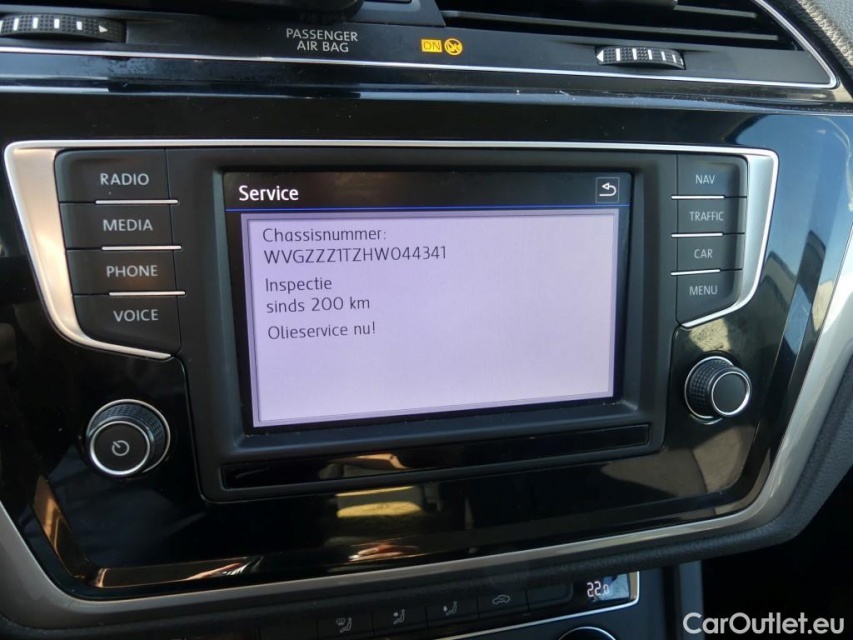 PASSENGER
AIR BAG
ON
RADIO
MEDIA
PHONE
VOICE
Service
Chassisnummer:
WVGZZZ1TZHW044341
Inspectie
sinds 200 km
Olieservice nu!
NAV
TRAFFIC
CAR
MENU
22.0
CarOutlet.eu